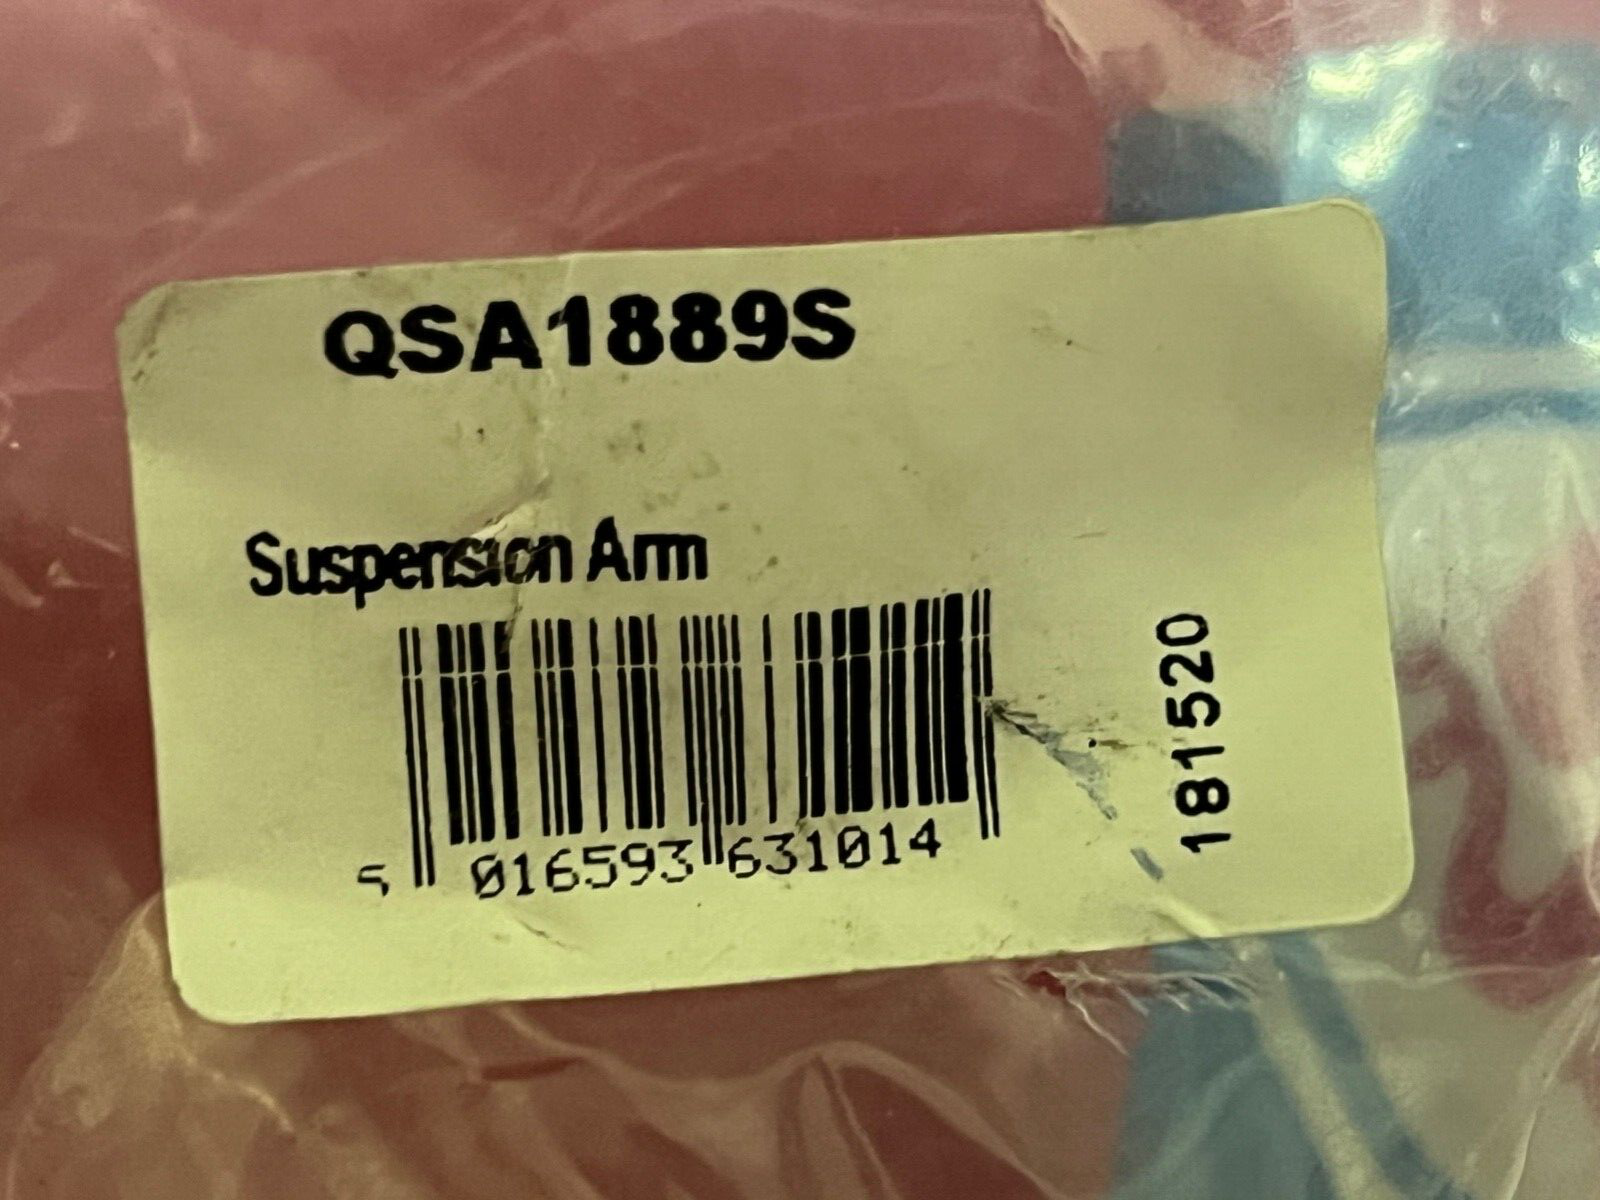 QSA1889S
Suspension Arm
5 016593 631014
181520